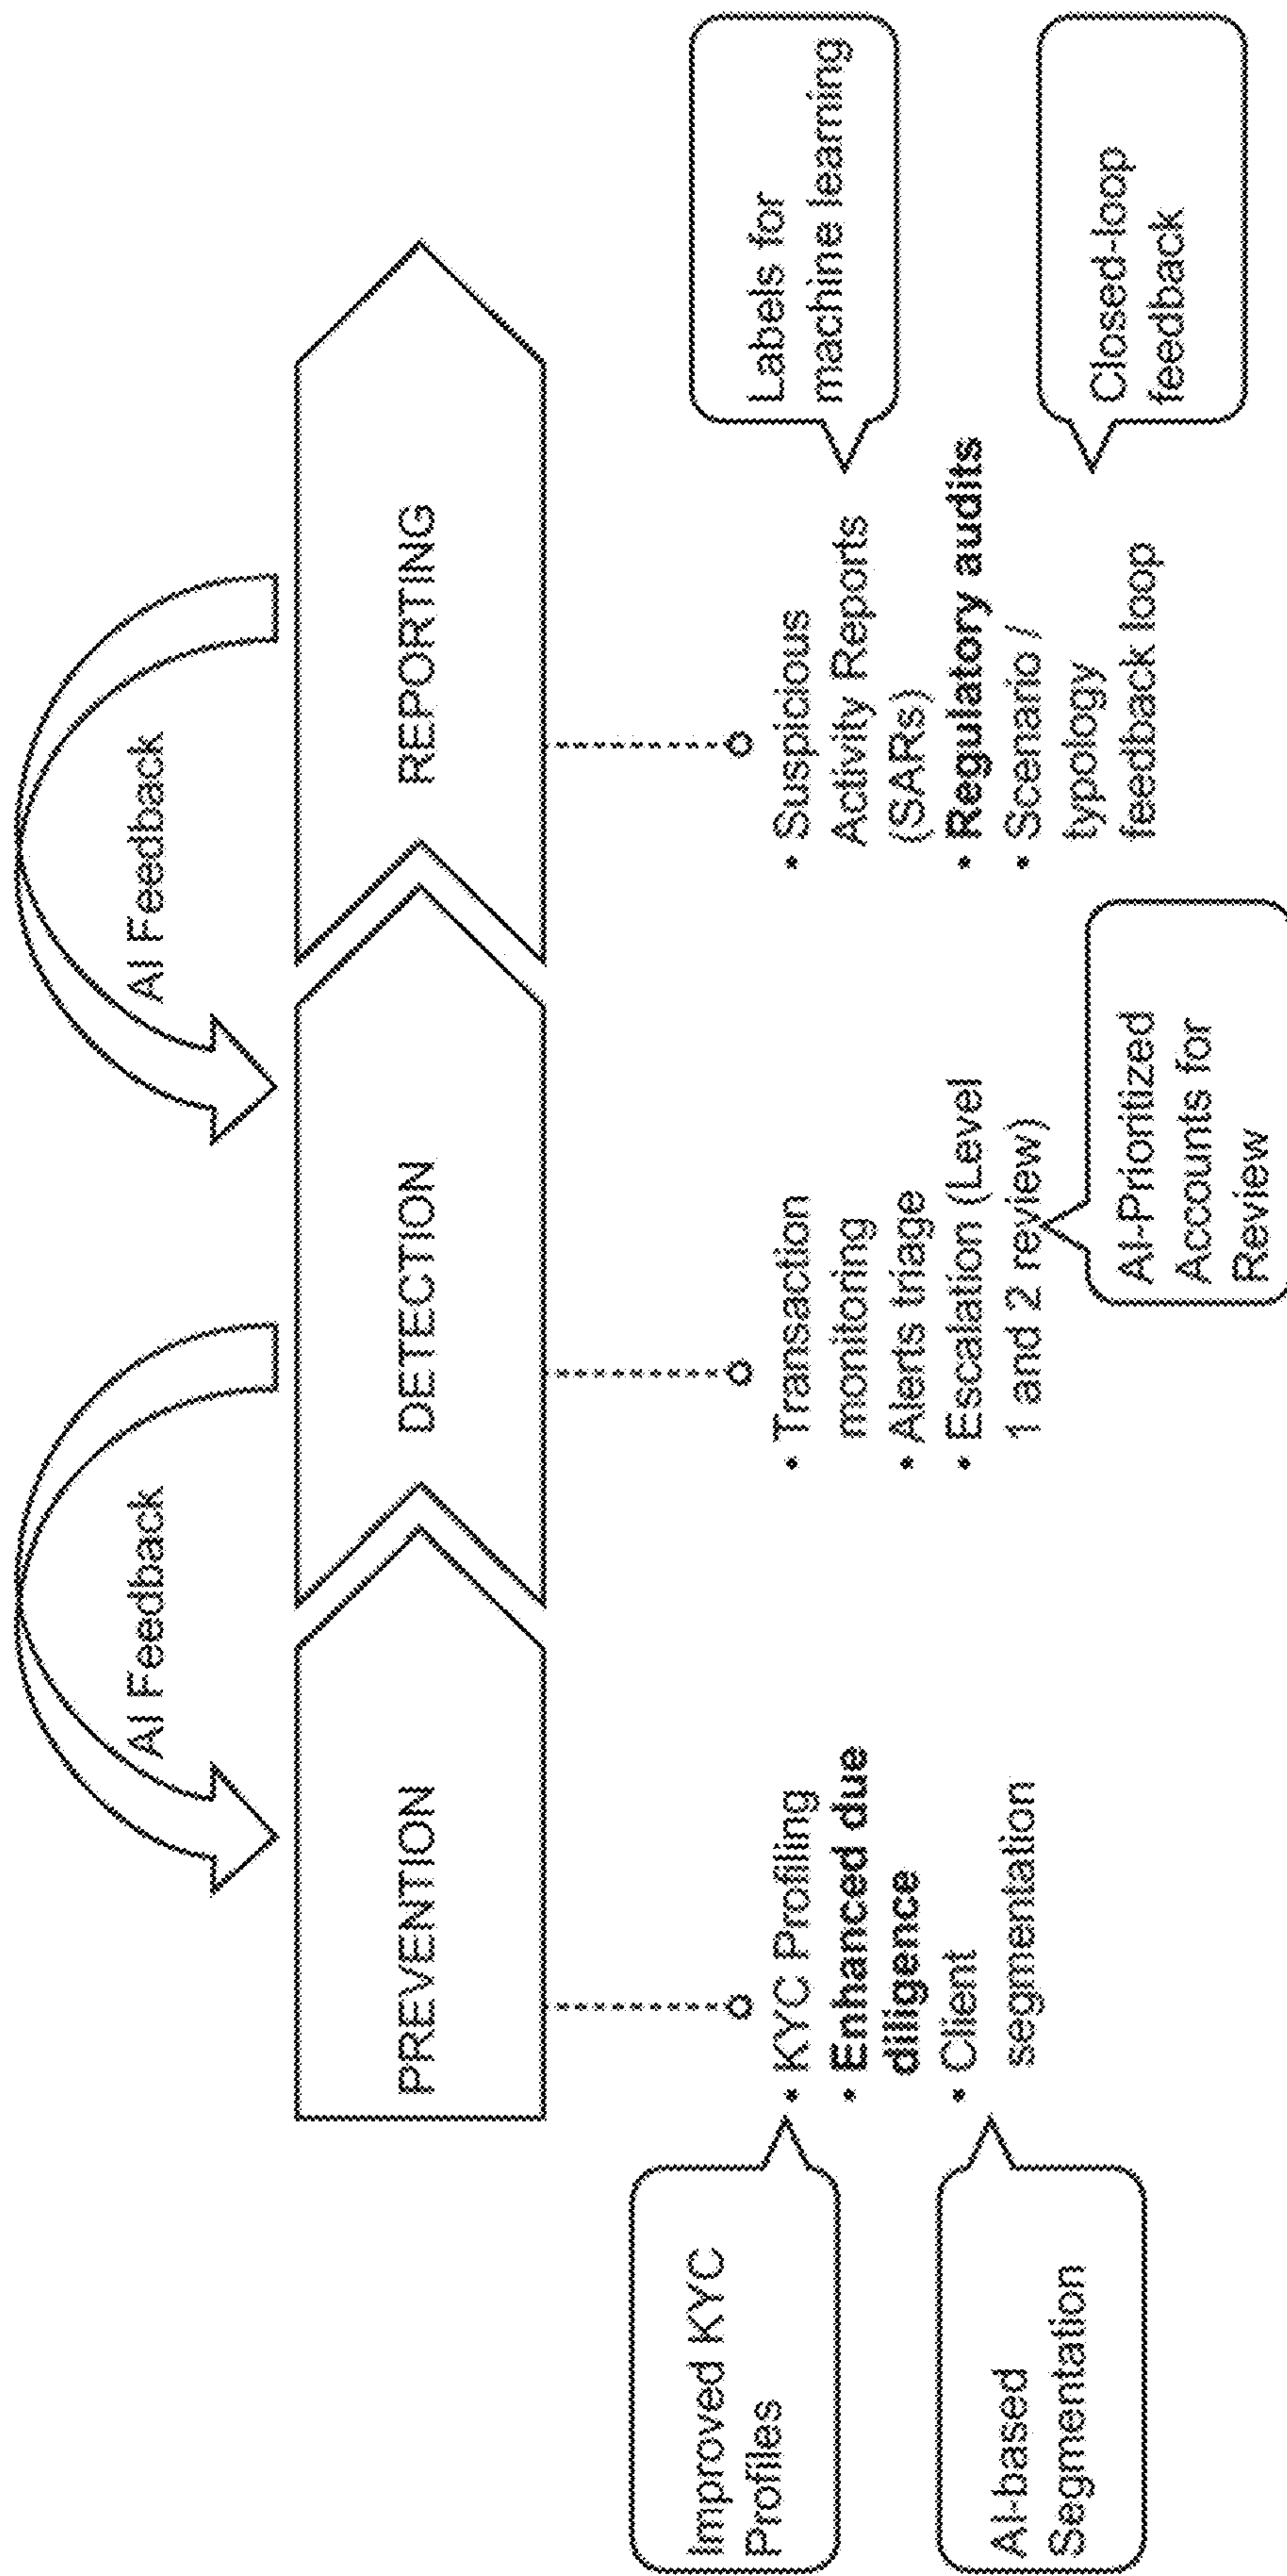 AI Feedback
AI Feedback
PREVENTION
DETECTION
REPORTING
Improved KYC
Profiles
AI-based
Segmentation
• KYC Profiling
• Enhanced due
diligence
• Client
segmentation
• Transaction
monitoring
• Alerts triage
• Escalation (Level
1 and 2 review)
AI-Prioritized
Accounts for
Review
• Suspicious
Activity Reports
(SARs)
• Regulatory audits
• Scenario /
typology
feedback loop
Labels for
machine learning
Closed-loop
feedback